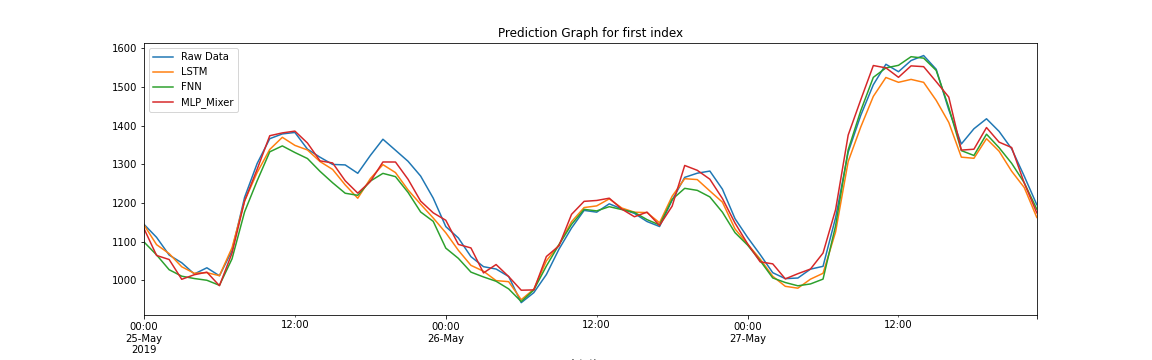 Prediction Graph for first index
Raw Data
LSTM
FNN
MLP_Mixer
1600
1500
1400
1300
1200
1100
1000
00:00
25-May
2019
12:00
00:00
26-May
12:00
00:00
27-May
12:00